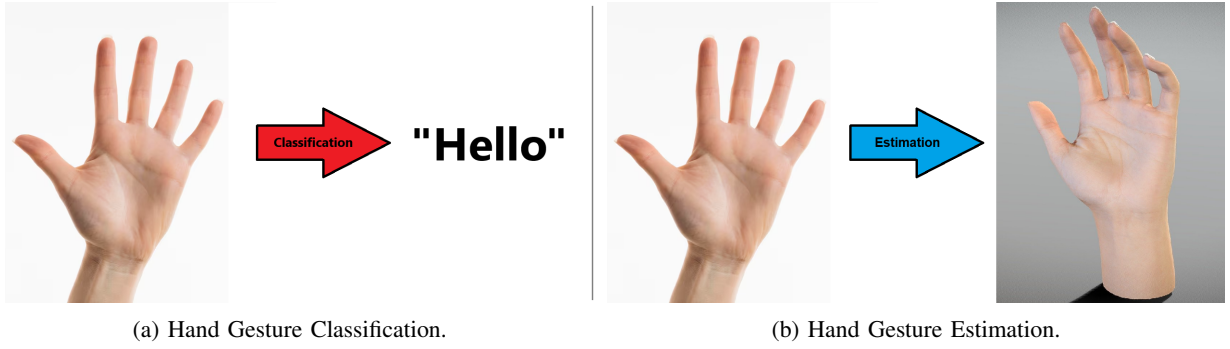 Classification
"Hello"
Estimation
(a) Hand Gesture Classification.
(b) Hand Gesture Estimation.